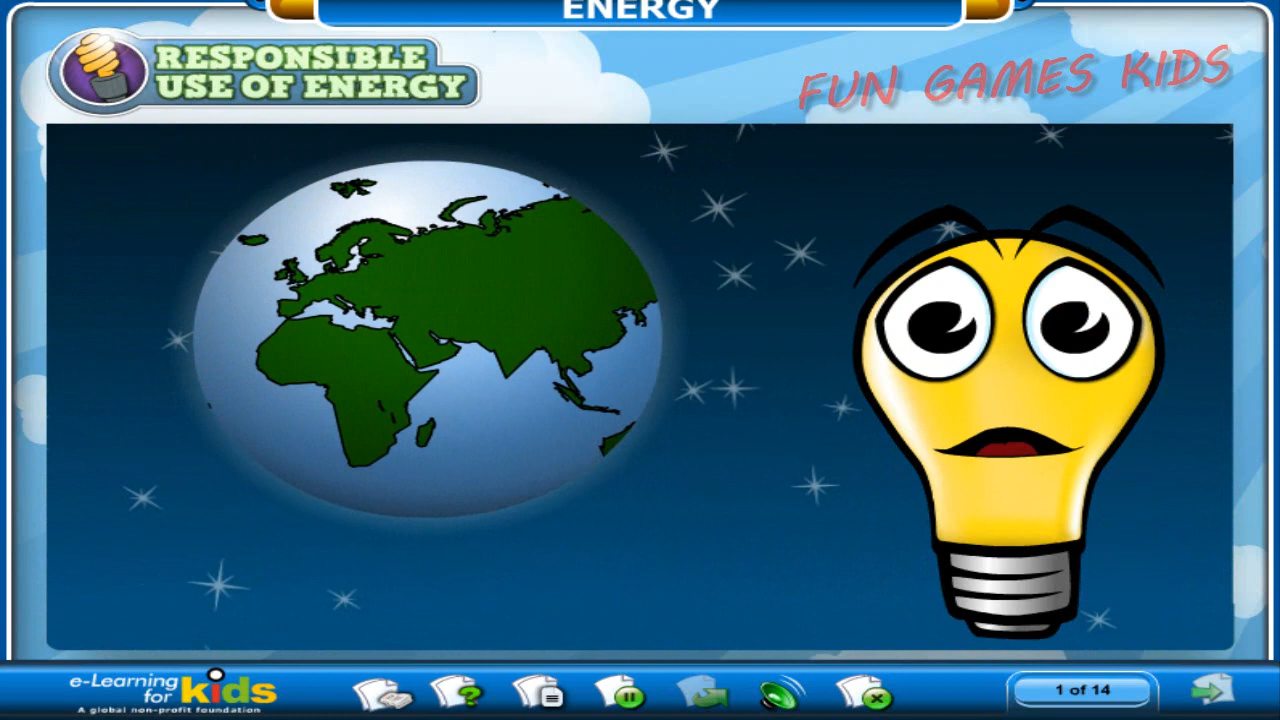 ENERGY
RESPONSIBLE
USE OF ENERGY
FUN GAMES KIDS
e-Learning
for kids
A global non-profit foundation
1 of 14